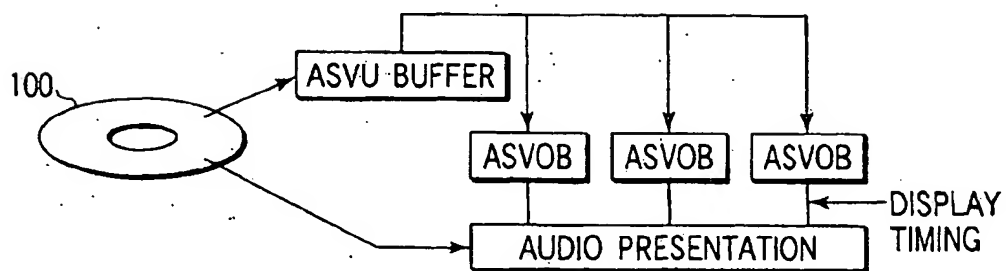 100
ASVU BUFFER
ASVOB
ASVOB
ASVOB
DISPLAY
TIMING
AUDIO PRESENTATION